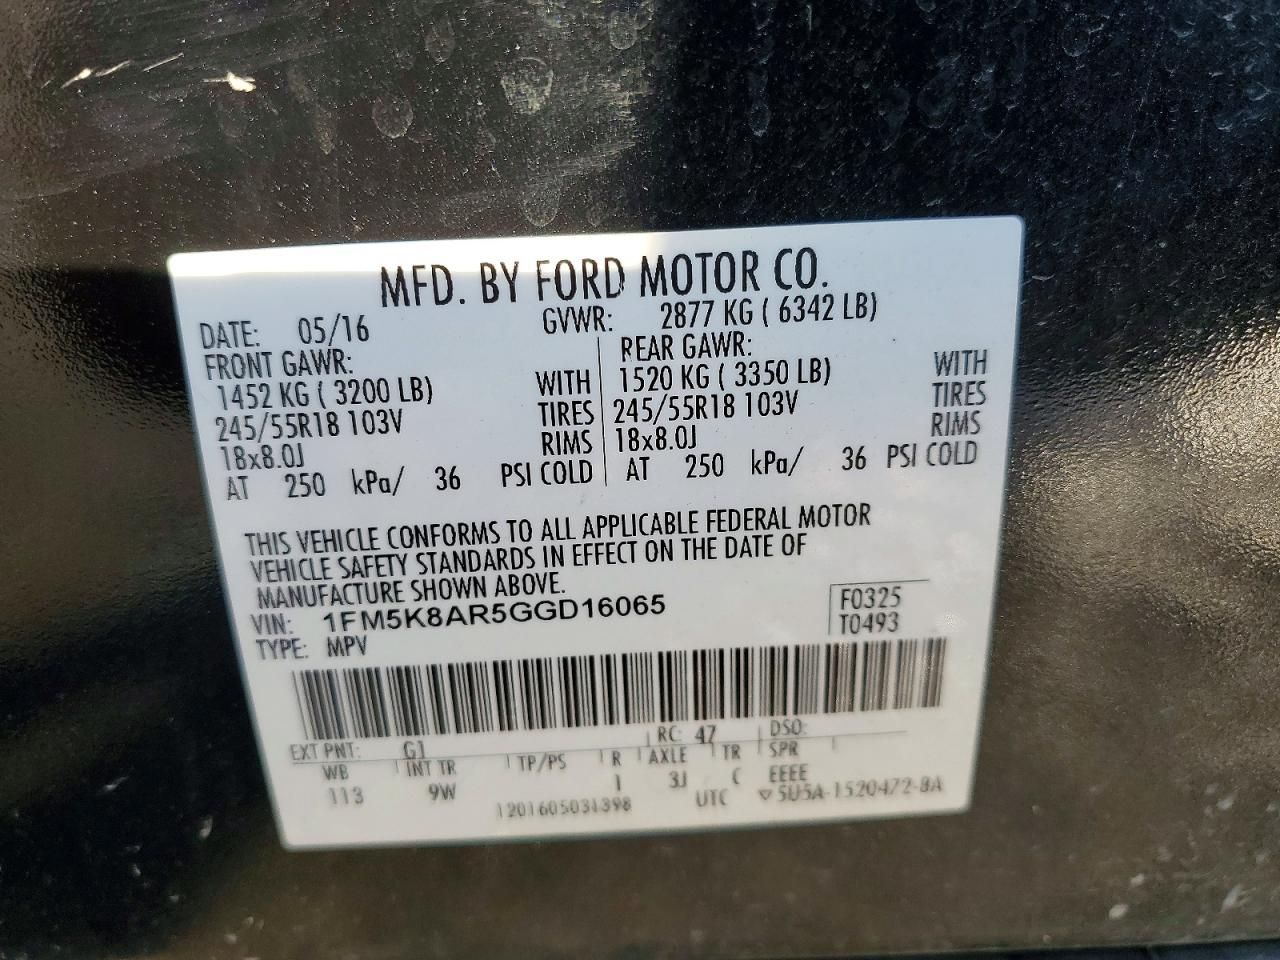 MFD. BY FORD MOTOR CO.
DATE: 05/16 GVWR: 2877 KG ( 6342 LB)
FRONT GAWR: REAR GAWR:
1452 KG ( 3200 LB) WITH 1520 KG ( 3350 LB) WITH
245/55R18 103V TIRES 245/55R18 103V TIRES
18x8.0J RIMS 18x8.0J RIMS
AT 250 kPa/ 36 PSI COLD AT 250 kPa/ 36 PSI COLD
THIS VEHICLE CONFORMS TO ALL APPLICABLE FEDERAL MOTOR
VEHICLE SAFETY STANDARDS IN EFFECT ON THE DATE OF
MANUFACTURE SHOWN ABOVE.
VIN: 1FM5K8AR5GGD16065 F0325
TYPE: MPV T0493
EXT PNT: G1 RC: 47 DSO:
WB INT TR TP/PS R AXLE TR SPR
113 9W 1 3J C EEEE
1201605031398 UTC ▽5U5A-1520472-BA